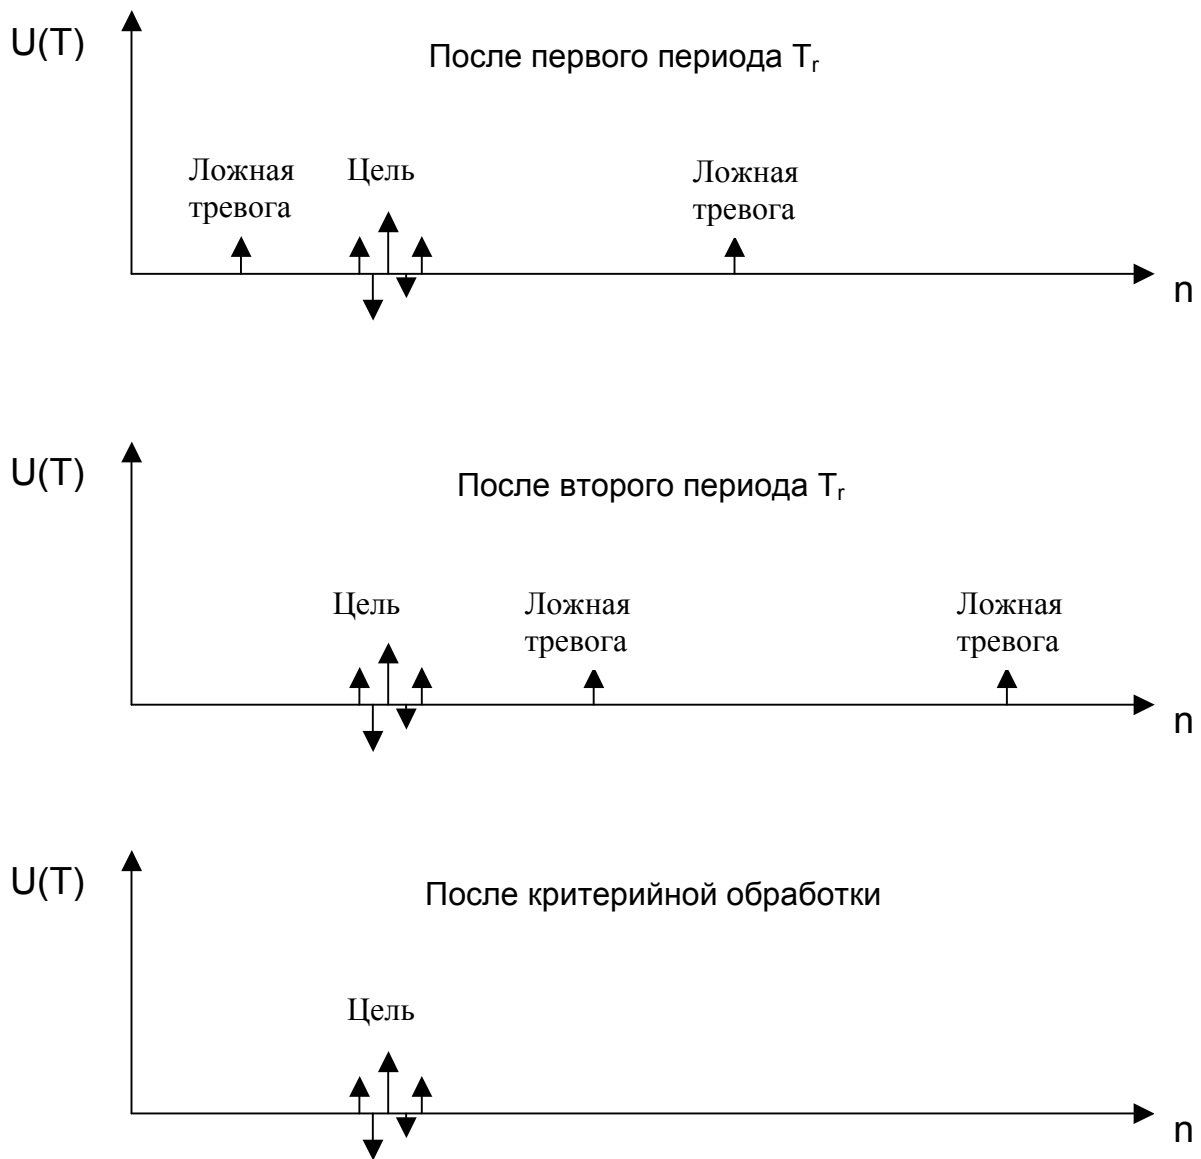 U(T)
После первого периода Tr
Ложная
тревога
Цель
Ложная
тревога
n
U(T)
После второго периода Tr
Цель
Ложная
тревога
Ложная
тревога
n
U(T)
После критерийной обработки
Цель
n